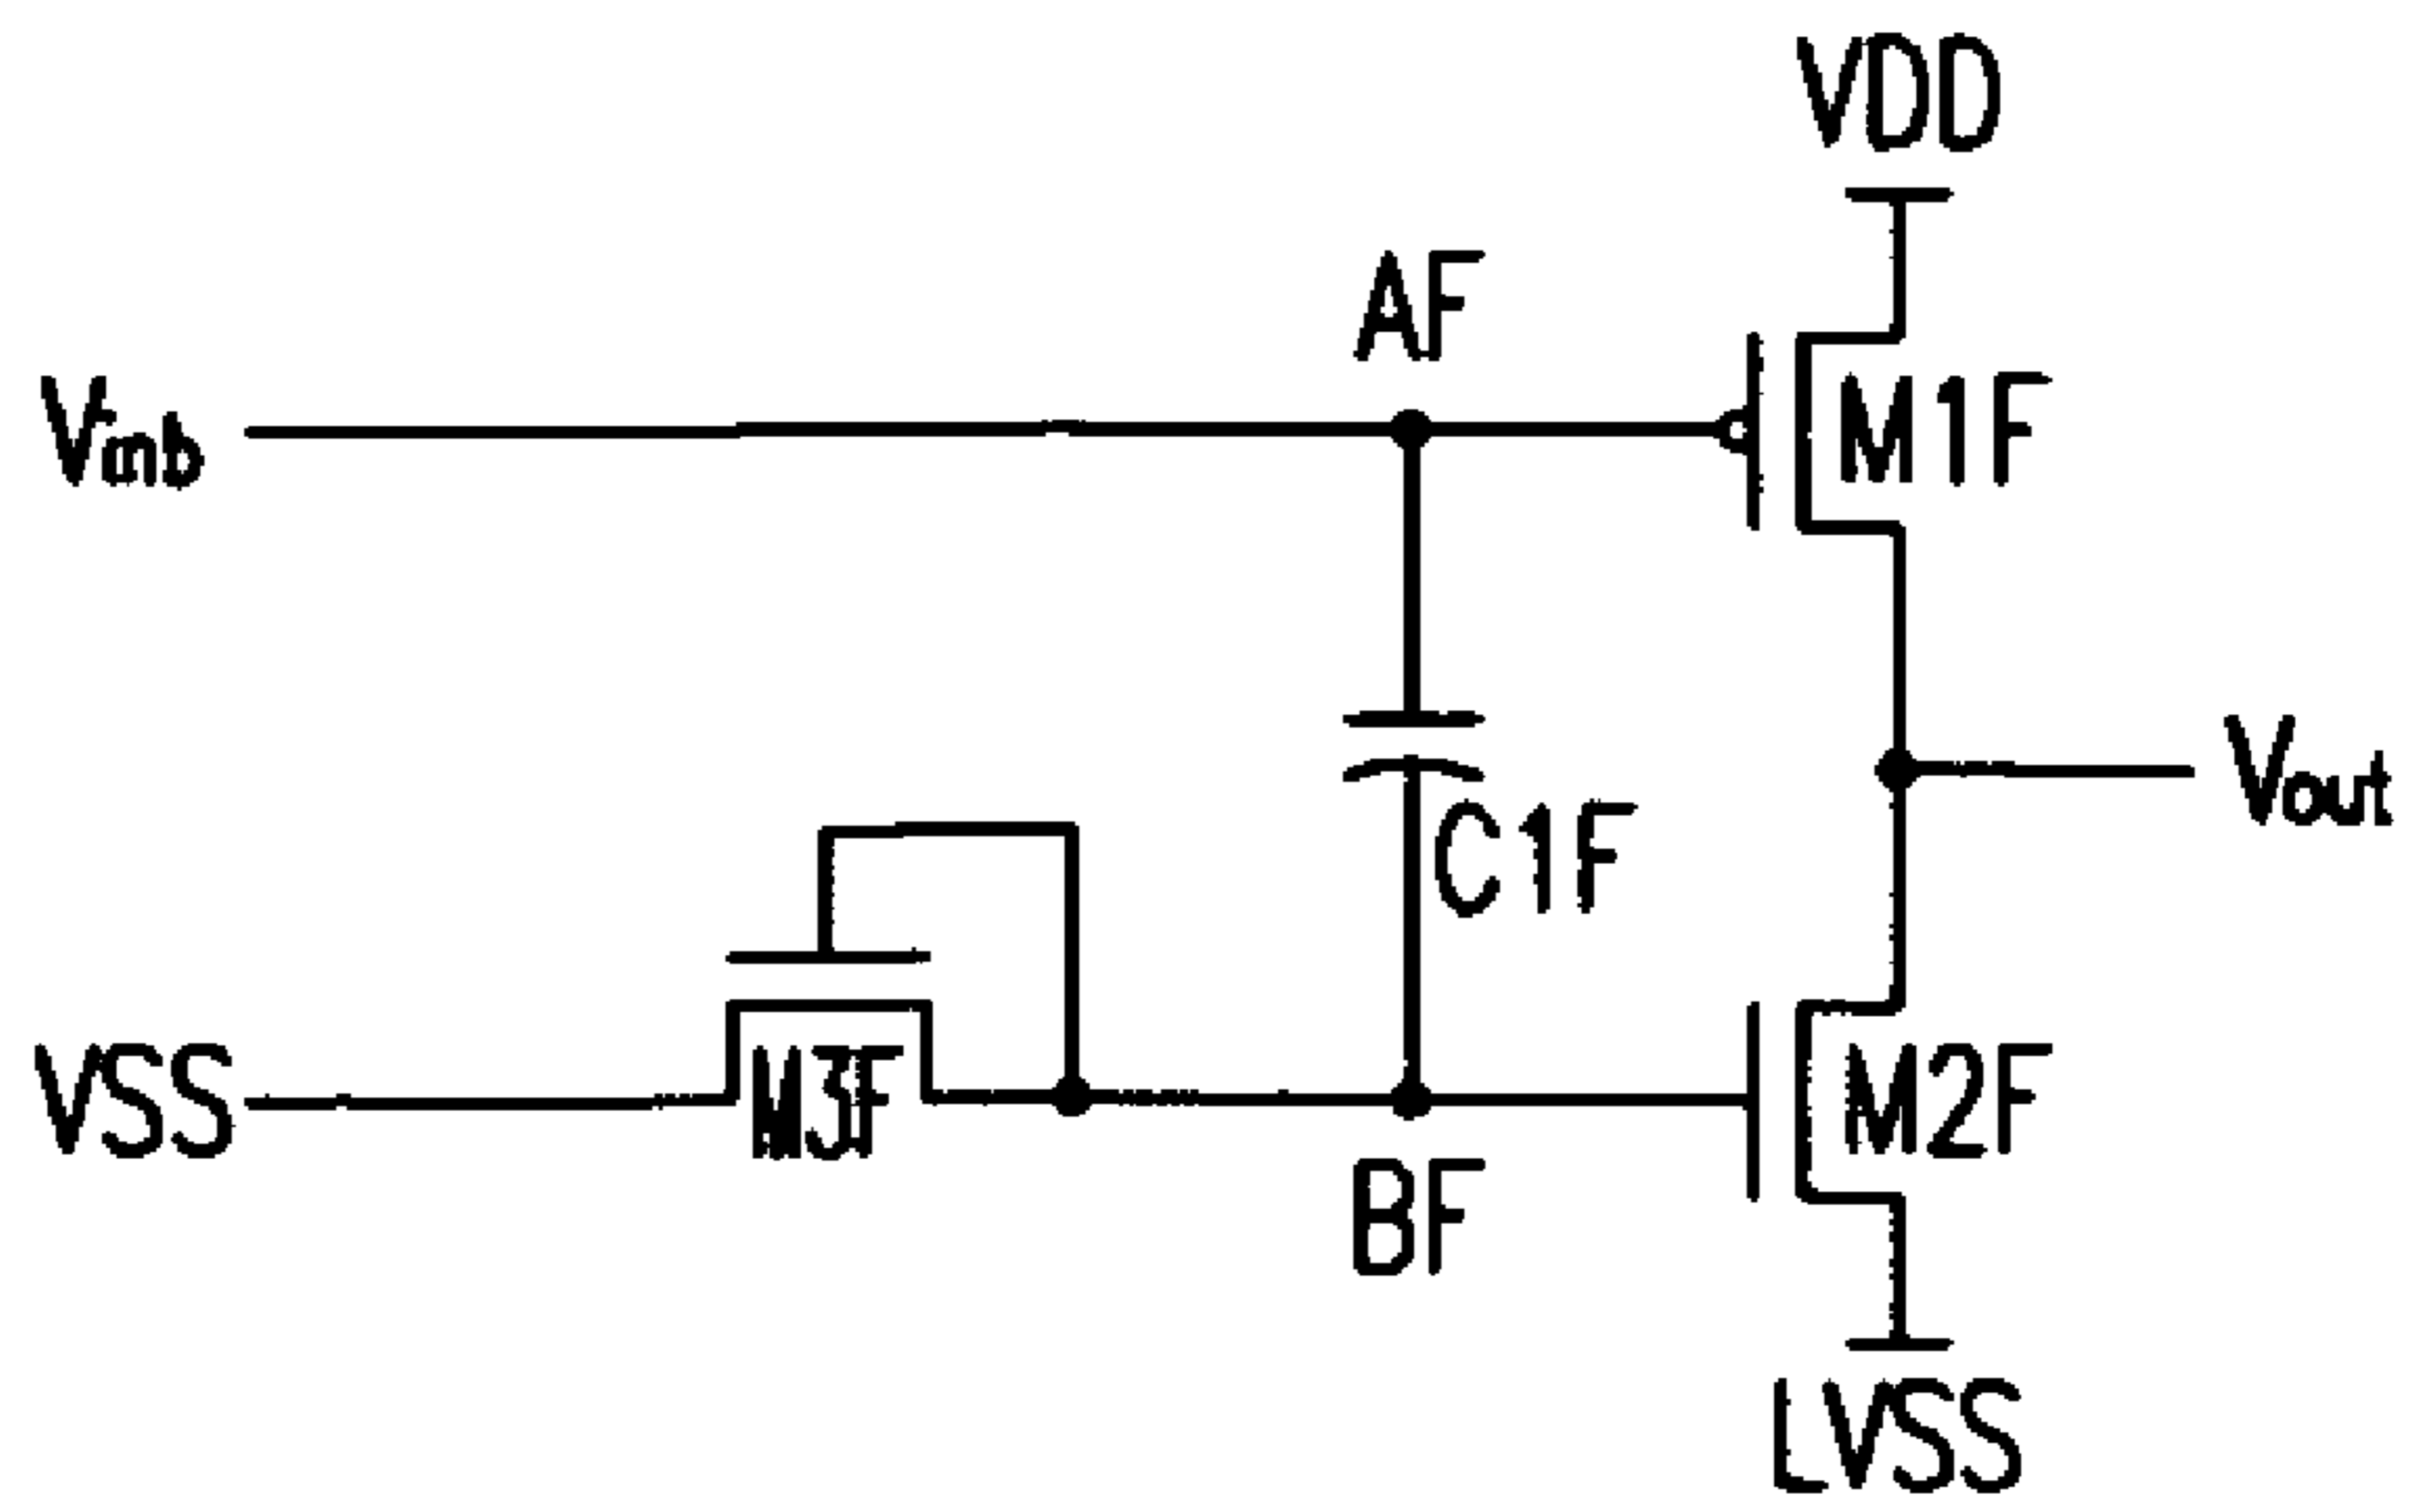 VDD
AF
Vinb
M1F
Vout
C1F
VSS
M3F
M2F
BF
LVSS